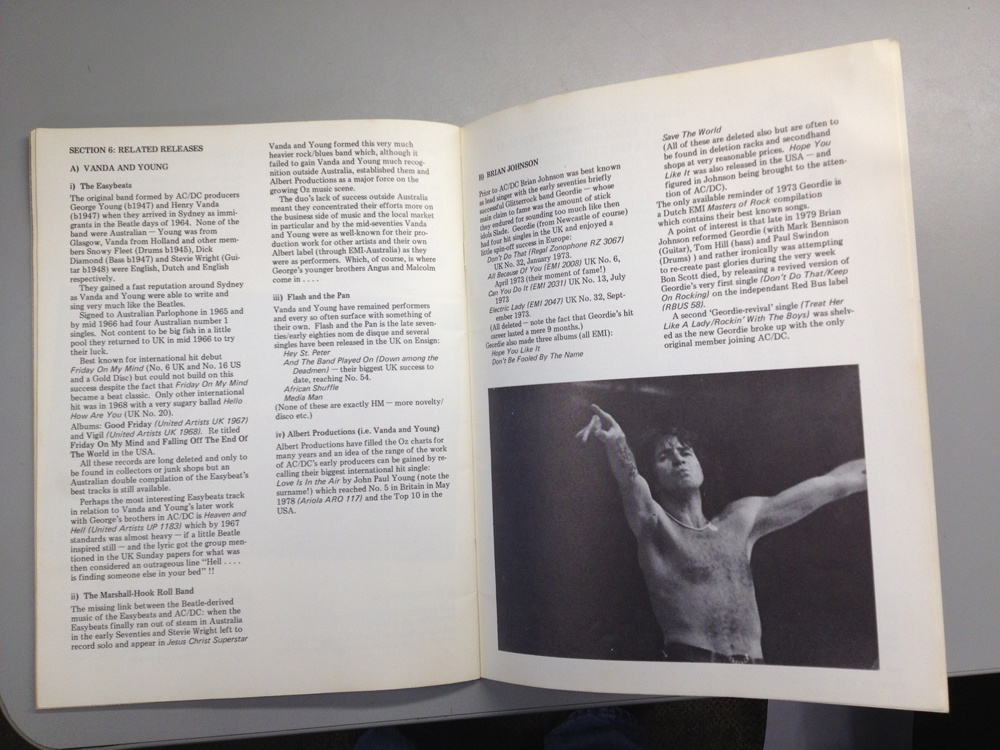 SECTION 6: RELATED RELEASES
A) VANDA AND YOUNG
i) The Easybeats
The original band formed by AC/DC producers
George Young (b1947) and Henry Vanda
(b1947) when they arrived in Sydney as immi-
grants in the Beatle days of 1964. None of the
band were Australian — Young was from
Glasgow, Vanda from Holland and other mem-
bers Snowy Fleet (Drums b1945), Dick
Diamond (Bass b1947) and Stevie Wright (Gui-
tar b1948) were English, Dutch and English
respectively.
They gained a fast reputation around Sydney
as Vanda and Young were able to write and
sing very much like the Beatles.
Signed to Australian Parlophone in 1965 and
by mid 1966 had four Australian number 1
singles. Not content to be big fish in a little
pool they returned to UK in mid 1966 to try
their luck.
Best known for international hit debut
Friday On My Mind (No. 6 UK and No. 16 US
and a Gold Disc) but could not build on this
success despite the fact that Friday On My Mind
became a beat classic. Only other international
hit was in 1968 with a very sugary ballad Hello
How Are You (UK No. 20).
Albums: Good Friday (United Artists UK 1967)
and Vigil (United Artists UK 1968). Re titled
Friday On My Mind and Falling Off The End Of
The World in the USA.
All these records are long deleted and only to
be found in collectors or junk shops but an
Australian double compilation of the Easybeat's
best tracks is still available.
Perhaps the most interesting Easybeats track
in relation to Vanda and Young's later work
with George's brothers in AC/DC is Heaven and
Hell (United Artists UP 1183) which by 1967
standards was almost heavy — if a little Beatle
inspired still — and the lyric got the group men-
tioned in the UK Sunday papers for what was
then considered an outrageous line "Hell . . . .
is finding someone else in your bed" !!
ii) The Marshall-Hook Roll Band
The missing link between the Beatle-derived
music of the Easybeats and AC/DC: when the
Easybeats finally ran out of steam in Australia
in the early Seventies and Stevie Wright left to
record solo and appear in Jesus Christ Superstar
Vanda and Young formed this very much
heavier rock/blues band which, although it
failed to gain Vanda and Young much recog-
nition outside Australia, established them and
Albert Productions as a major force on the
growing Oz music scene.
The duo's lack of success outside Australia
meant they concentrated their efforts more on
the business side of music and the local market
in particular and by the mid-seventies Vanda
and Young were as well-known for their pro-
duction work for other artists and their own
Albert label (through EMI-Australia) as they
were as performers. Which, of course, is where
George's younger brothers Angus and Malcolm
come in . . . .
iii) Flash and the Pan
Vanda and Young have remained performers
and every so often surface with something of
their own. Flash and the Pan is the late seven-
ties/early eighties nom de disque and several
singles have been released in the UK on Ensign:
Hey St. Peter
And The Band Played On (Down among the
Deadmen) — their biggest UK success to
date, reaching No. 54.
African Shuffle
Media Man
(None of these are exactly HM — more novelty/
disco etc.)
iv) Albert Productions (i.e. Vanda and Young)
Albert Productions have filled the Oz charts for
many years and an idea of the range of the work
of AC/DC's early producers can be gained by re-
calling their biggest international hit single:
Love Is In the Air by John Paul Young (note the
surname!) which reached No. 5 in Britain in May
1978 (Ariola ARO 117) and the Top 10 in the
USA.
B) BRIAN JOHNSON
Prior to AC/DC Brian Johnson was best known
as lead singer with the early seventies briefly
successful Glitterrock band Geordie — whose
main claim to fame was the amount of stick
they endured for sounding too much like then
idols Slade. Geordie (from Newcastle of course)
had four hit singles in the UK and enjoyed a
little spin-off success in Europe:
Don't Do That (Regal Zonophone RZ 3067)
UK No. 32, January 1973.
All Because Of You (EMI 2008) UK No. 6,
April 1973 (their moment of fame!)
Can You Do It (EMI 2031) UK No. 13, July
1973
Electric Lady (EMI 2047) UK No. 32, Sept-
ember 1973.
(All deleted — note the fact that Geordie's hit
career lasted a mere 9 months.)
Geordie also made three albums (all EMI):
Hope You Like It
Don't Be Fooled By The Name
Save The World
(All of these are deleted also but are often to
be found in deletion racks and secondhand
shops at very reasonable prices. Hope You
Like It was also released in the USA — and
figured in Johnson being brought to the atten-
tion of AC/DC).
The only available reminder of 1973 Geordie is
a Dutch EMI Masters of Rock compilation
which contains their best known songs.
A point of interest is that late in 1979 Brian
Johnson reformed Geordie (with Mark Bennison
(Guitar), Tom Hill (bass) and Paul Swindon
(Drums) ) and rather ironically was attempting
to re-create past glories during the very week
Bon Scott died, by releasing a revived version of
Geordie's very first single (Don't Do That/Keep
On Rocking) on the independent Red Bus label
(RBUS 58).
A second 'Geordie-revival' single (Treat Her
Like A Lady/Rockin' With The Boys) was shelv-
ed as the new Geordie broke up with the only
original member joining AC/DC.